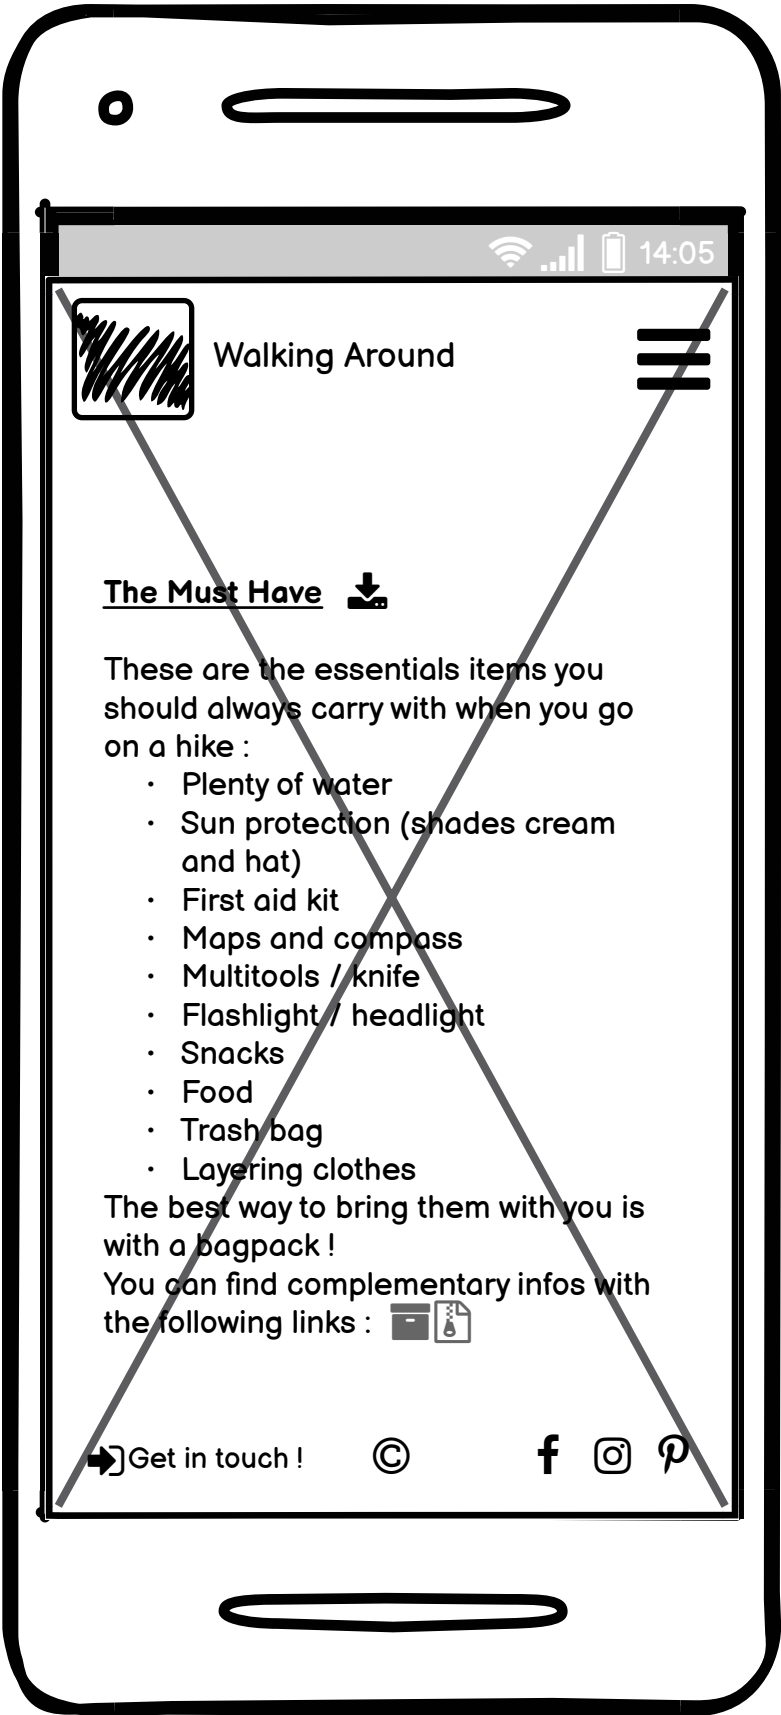 14:05
Walking Around
The Must Have
These are the essentials items you
should always carry with when you go
on a hike :
· Plenty of water
· Sun protection (shades cream
and hat)
· First aid kit
· Maps and compass
· Multitools / knife
· Flashlight / headlight
· Snacks
· Food
· Trash bag
· Layering clothes
The best way to bring them with you is
with a bagpack !
You can find complementary infos with
the following links :
Get in touch ! ©